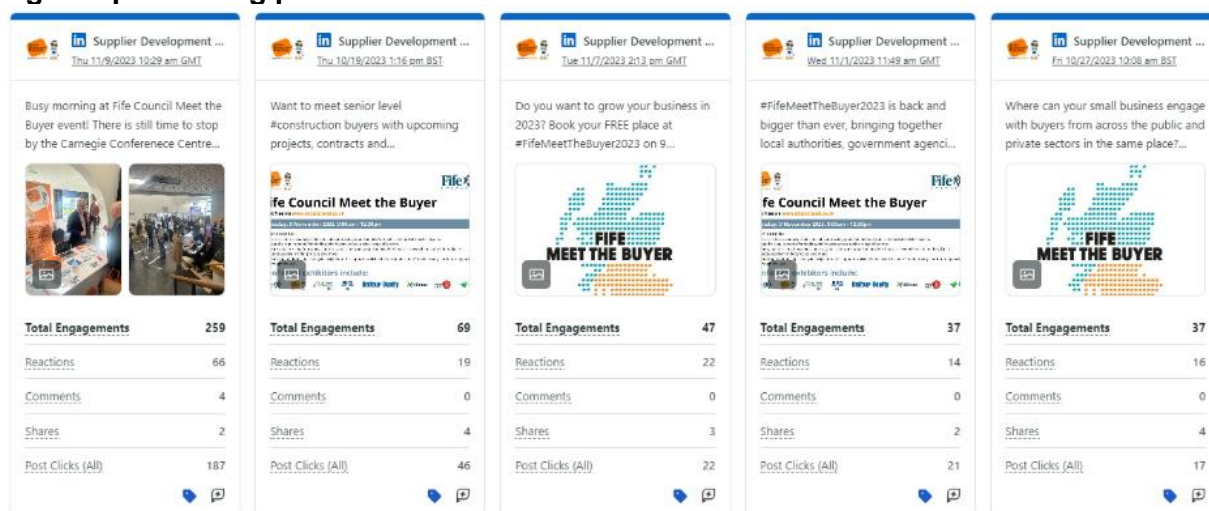 Supplier Development ...
Thu 11/9/2023 10:29 am GMT
Busy morning at Fife Council Meet the
Buyer event! There is still time to stop
by the Carnegie Conferenece Centre...
Total Engagements 259
Reactions 66
Comments 4
Shares 2
Post Clicks (All) 187
Supplier Development ...
Thu 10/19/2023 1:16 pm BST
Want to meet senior level
#construction buyers with upcoming
projects, contracts and...
Fife
ife Council Meet the Buyer
exhibitors include:
Balfour Beatty
Total Engagements 69
Reactions 19
Comments 0
Shares 4
Post Clicks (All) 46
Supplier Development ...
Tue 11/7/2023 2:13 pm GMT
Do you want to grow your business in
2023? Book your FREE place at
#FifeMeetTheBuyer2023 on 9...
FIFE
MEET THE BUYER
Total Engagements 47
Reactions 22
Comments 0
Shares 3
Post Clicks (All) 22
Supplier Development ...
Wed 11/1/2023 11:49 am GMT
#FifeMeetTheBuyer2023 is back and
bigger than ever, bringing together
local authorities, government agenci...
Fife
fe Council Meet the Buyer
exhibitors include:
Balfour Beatty
Total Engagements 37
Reactions 14
Comments 0
Shares 2
Post Clicks (All) 21
Supplier Development ...
Fri 10/27/2023 10:08 am BST
Where can your small business engage
with buyers from across the public and
private sectors in the same place?...
FIFE
MEET THE BUYER
Total Engagements 37
Reactions 16
Comments 0
Shares 4
Post Clicks (All) 17